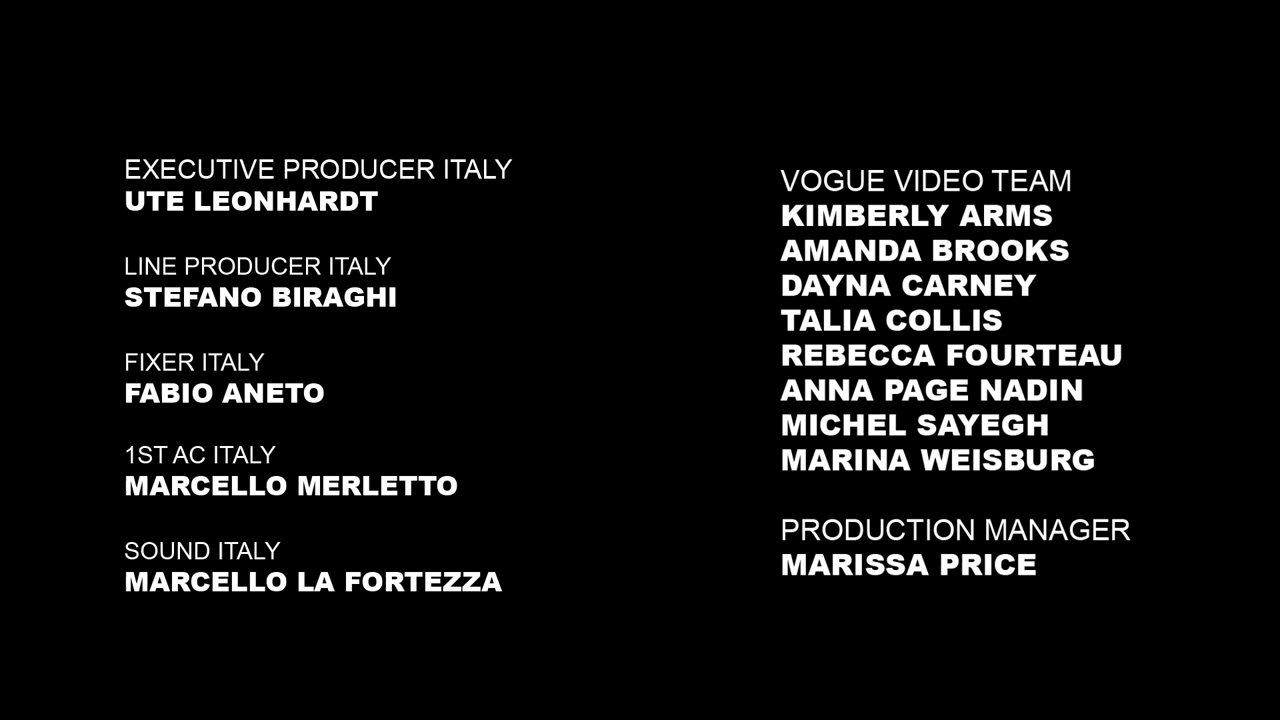 EXECUTIVE PRODUCER ITALY
UTE LEONHARDT
LINE PRODUCER ITALY
STEFANO BIRAGHI
FIXER ITALY
FABIO ANETO
1ST AC ITALY
MARCELLO MERLETTO
SOUND ITALY
MARCELLO LA FORTEZZA
VOGUE VIDEO TEAM
KIMBERLY ARMS
AMANDA BROOKS
DAYNA CARNEY
TALIA COLLIS
REBECCA FOURTEAU
ANNA PAGE NADIN
MICHEL SAYEGH
MARINA WEISBURG
PRODUCTION MANAGER
MARISSA PRICE